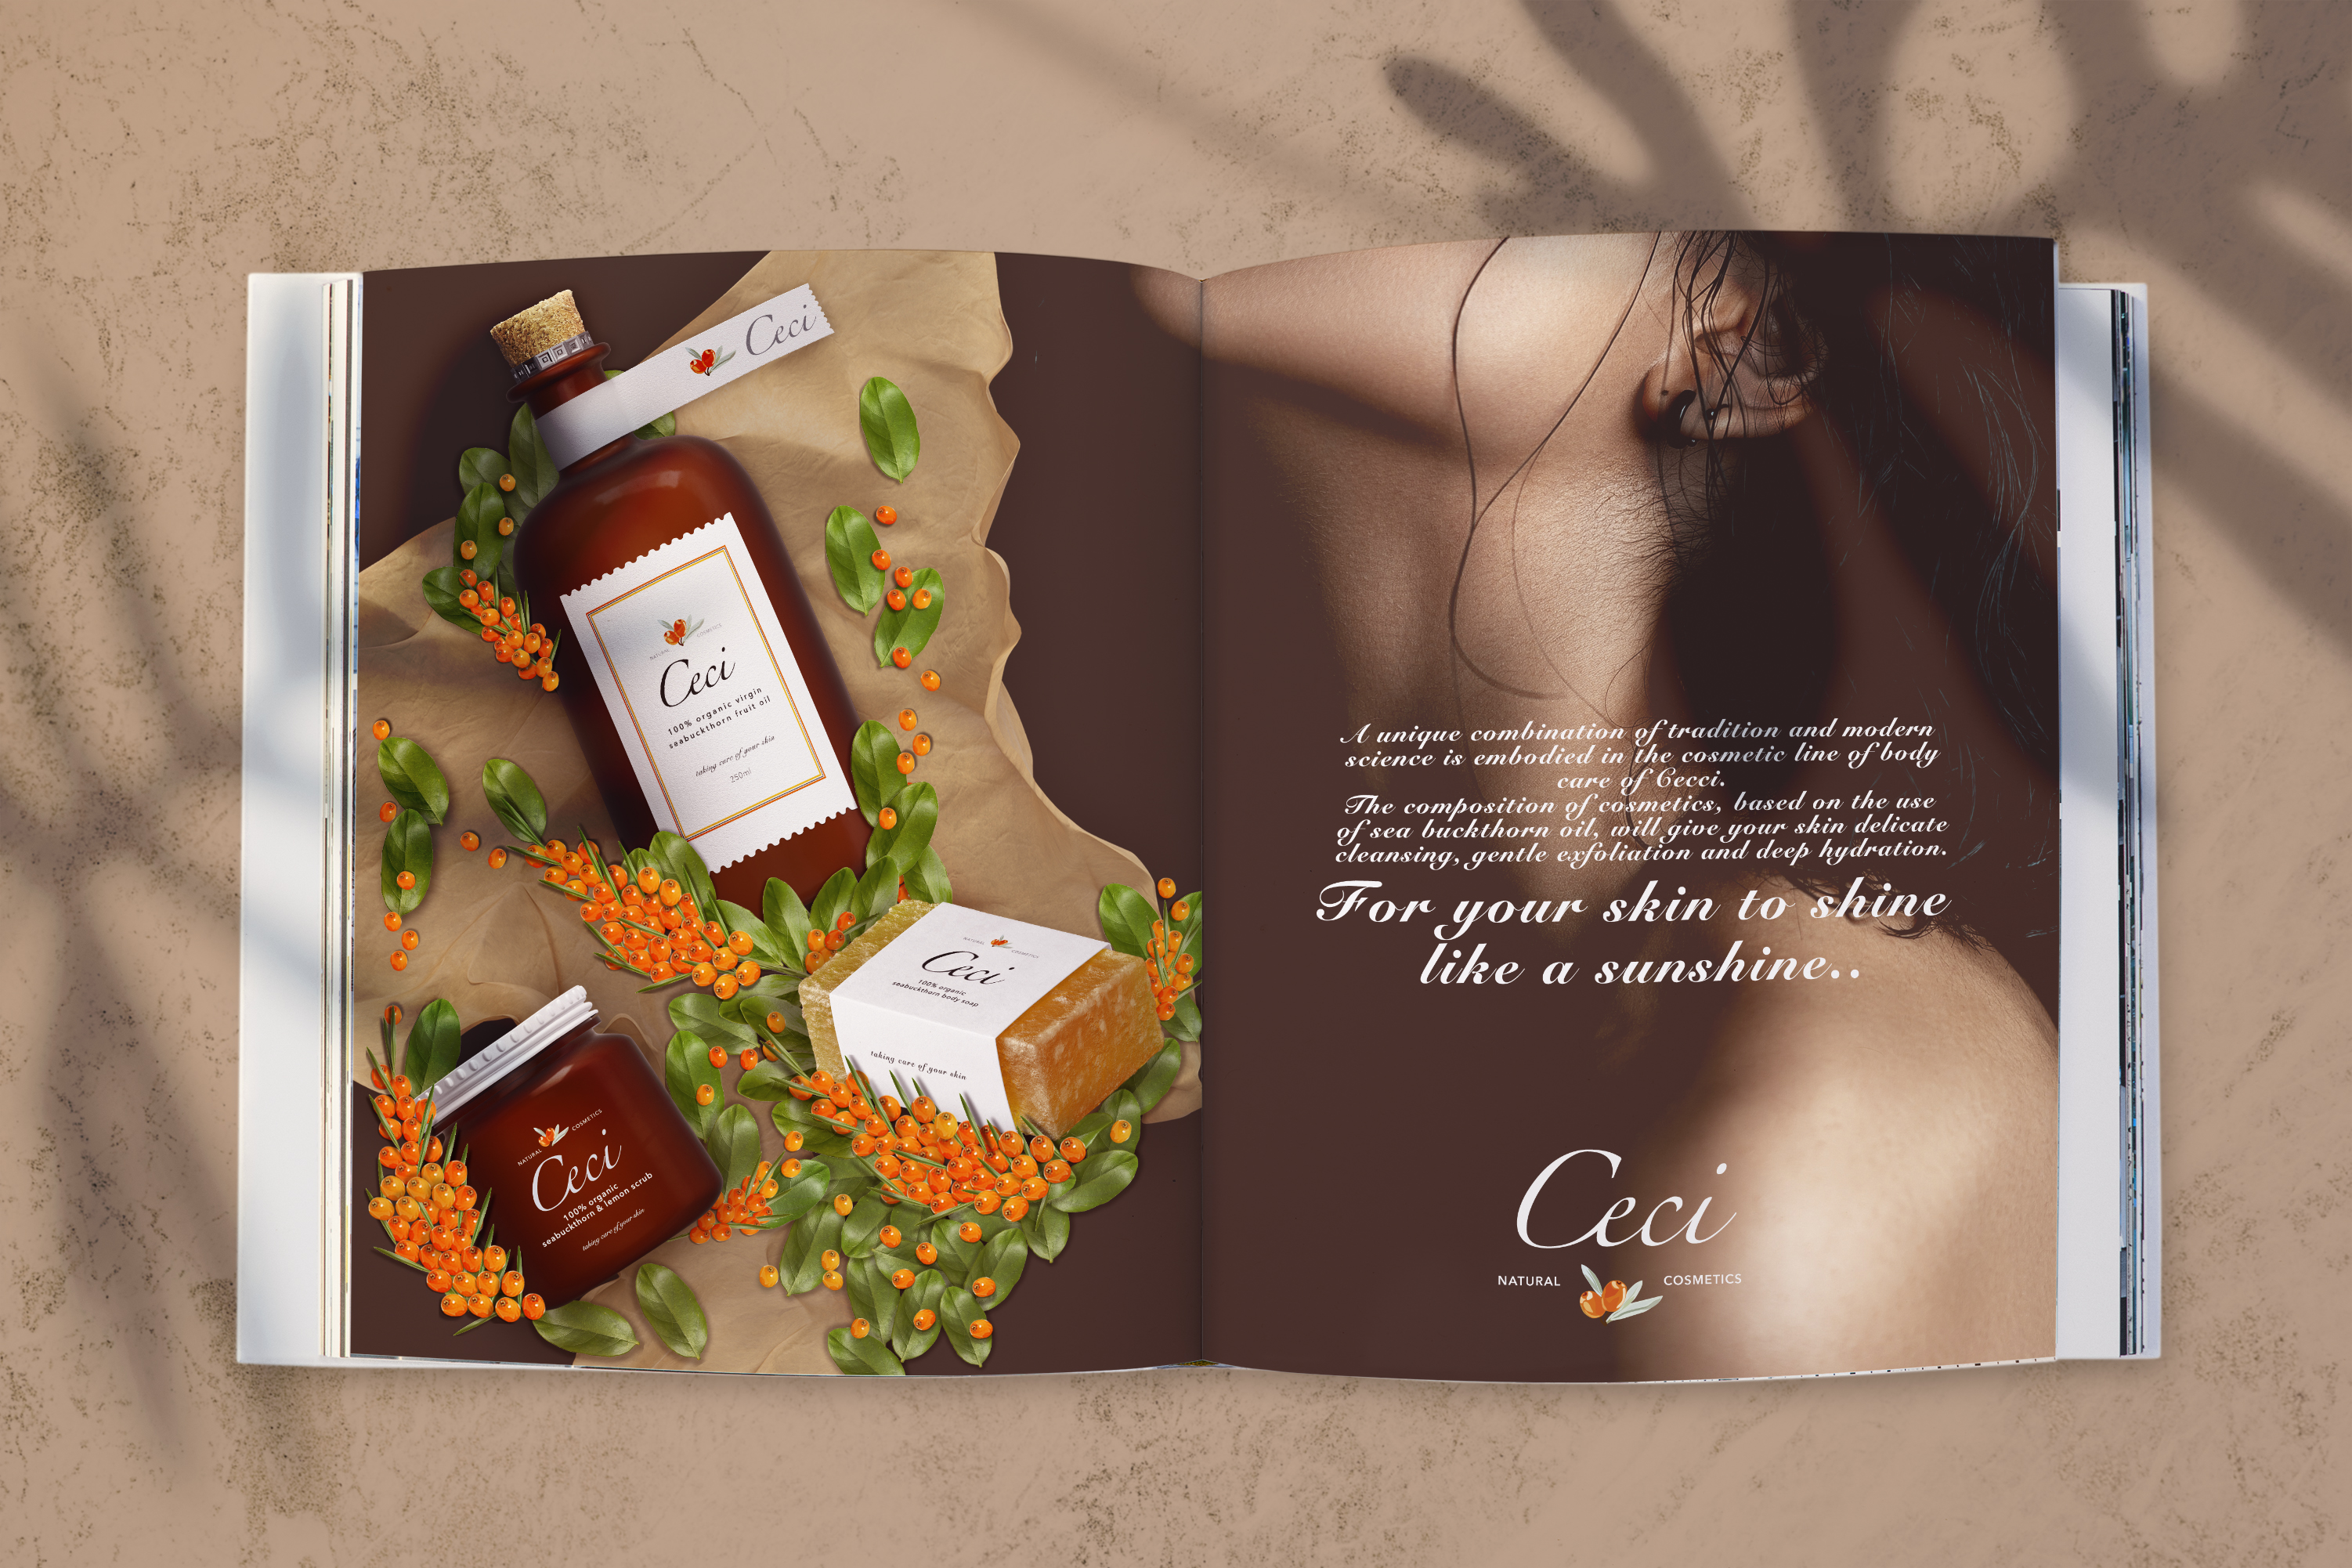 Ceci
NATURAL COSMETICS
Ceci
100% organic virgin
seabuckthorn fruit oil
taking care of your skin
250ml
NATURAL COSMETICS
Ceci
100% organic
seabuckthorn body soap
taking care of your skin
NATURAL COSMETICS
Ceci
100% organic
seabuckthorn & lemon scrub
taking care of your skin
A unique combination of tradition and modern
science is embodied in the cosmetic line of body
care of Cecci.
The composition of cosmetics, based on the use
of sea buckthorn oil, will give your skin delicate
cleansing, gentle exfoliation and deep hydration.
For your skin to shine
like a sunshine..
Ceci
NATURAL COSMETICS